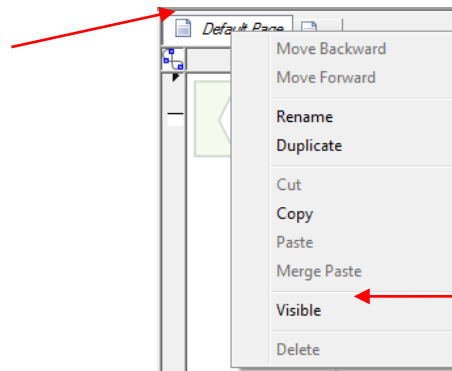 Default Page
Move Backward
Move Forward
Rename
Duplicate
Cut
Copy
Paste
Merge Paste
Visible
Delete